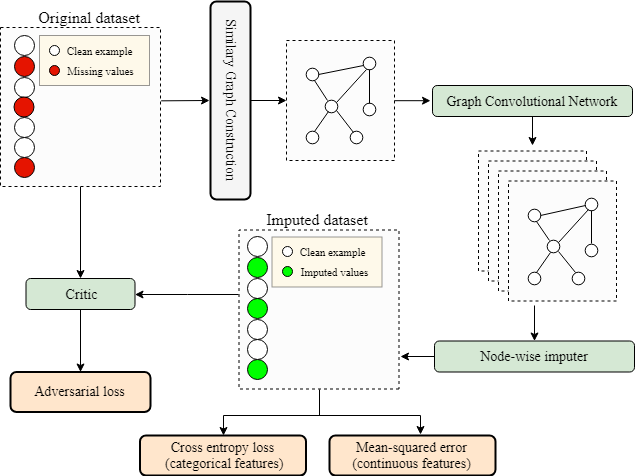 Original dataset
Clean example
Missing values
Similary Graph Construction
Graph Convolutional Network
Imputed dataset
Clean example
Imputed values
Critic
Node-wise imputer
Adversarial loss
Cross entropy loss
(categorical features)
Mean-squared error
(continuous features)